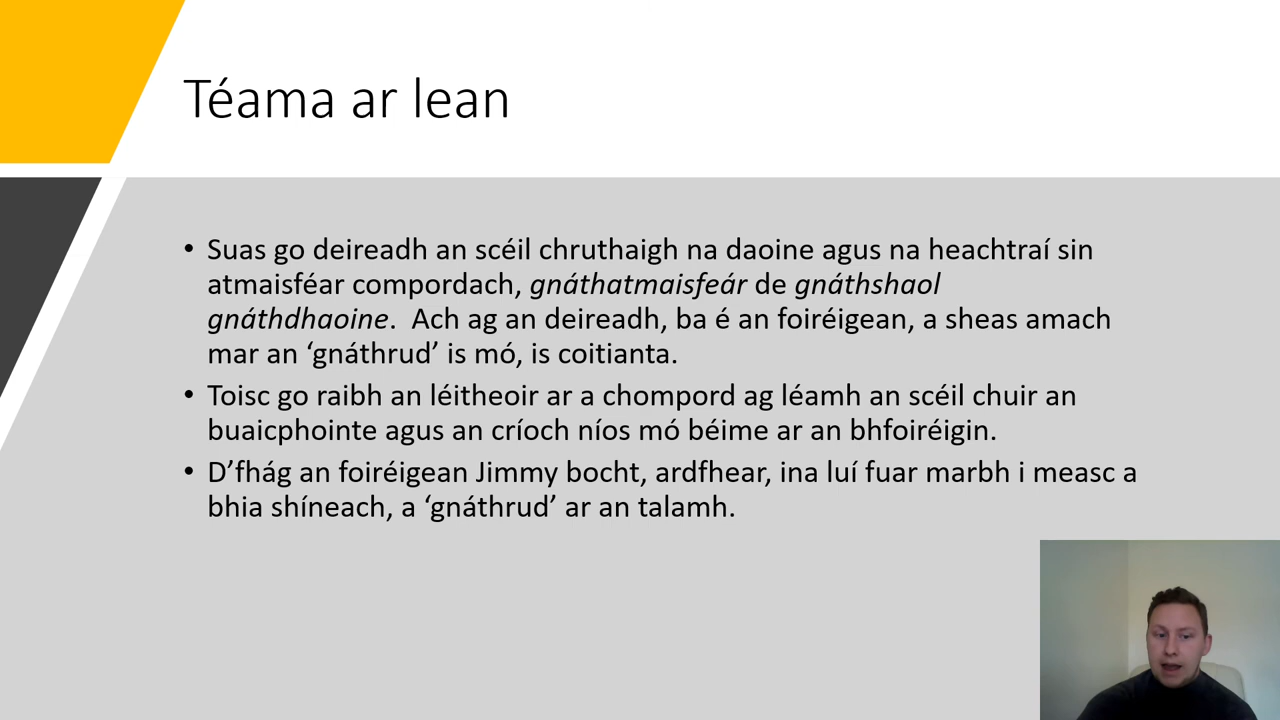 Téama ar lean
• Suas go deireadh an scéil chruthaigh na daoine agus na heachtraí sin
atmaisféar compordach, gnáthatmaisfeár de gnáthshaol
gnáthdhaoine.  Ach ag an deireadh, ba é an foiréigean, a sheas amach
mar an ‘gnáthrud’ is mó, is coitianta.
• Toisc go raibh an léitheoir ar a chompord ag léamh an scéil chuir an
buaicphointe agus an críoch níos mó béime ar an bhfoiréigin.
• D’fhág an foiréigean Jimmy bocht, ardfhear, ina luí fuar marbh i measc a
bhia shíneach, a ‘gnáthrud’ ar an talamh.